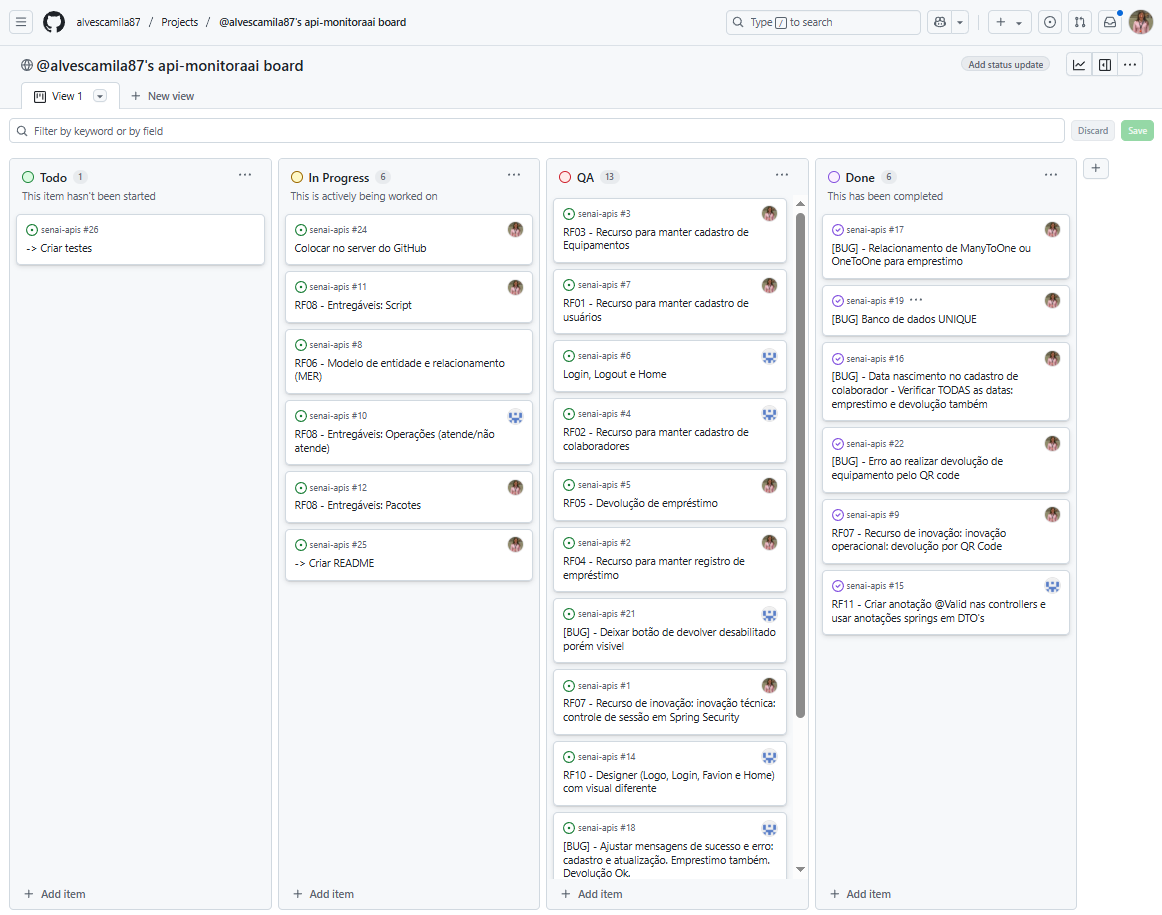 alvescamila87 / Projects / @alvescamila87's api-monitoraai board
Type / to search
@alvescamila87's api-monitoraai board
Add status update
View 1
New view
Filter by keyword or by field
Discard
Save
Todo 1
This item hasn't been started
senai-apis #26
-> Criar testes
Add item
In Progress 6
This is actively being worked on
senai-apis #24
Colocar no server do GitHub
senai-apis #11
RF08 - Entregáveis: Script
senai-apis #8
RF06 - Modelo de entidade e relacionamento
(MER)
senai-apis #10
RF08 - Entregáveis: Operações (atende/não
atende)
senai-apis #12
RF08 - Entregáveis: Pacotes
senai-apis #25
-> Criar README
Add item
QA 13
senai-apis #3
RF03 - Recurso para manter cadastro de
Equipamentos
senai-apis #7
RF01 - Recurso para manter cadastro de
usuários
senai-apis #6
Login, Logout e Home
senai-apis #4
RF02 - Recurso para manter cadastro de
colaboradores
senai-apis #5
RF05 - Devolução de empréstimo
senai-apis #2
RF04 - Recurso para manter registro de
empréstimo
senai-apis #21
[BUG] - Deixar botão de devolver desabilitado
porém visivel
senai-apis #1
RF07 - Recurso de inovação: inovação técnica:
controle de sessão em Spring Security
senai-apis #14
RF10 - Designer (Logo, Login, Favion e Home)
com visual diferente
senai-apis #18
[BUG] - Ajustar mensagens de sucesso e erro:
cadastro e atualização. Emprestimo também.
Devolução Ok.
Add item
Done 6
This has been completed
senai-apis #17
[BUG] - Relacionamento de ManyToOne ou
OneToOne para emprestimo
senai-apis #19
[BUG] Banco de dados UNIQUE
senai-apis #16
[BUG] - Data nascimento no cadastro de
colaborador - Verificar TODAS as datas:
emprestimo e devolução também
senai-apis #22
[BUG] - Erro ao realizar devolução de
equipamento pelo QR code
senai-apis #9
RF07 - Recurso de inovação: inovação
operacional: devolução por QR Code
senai-apis #15
RF11 - Criar anotação @Valid nas controllers e
usar anotações springs em DTO's
Add item